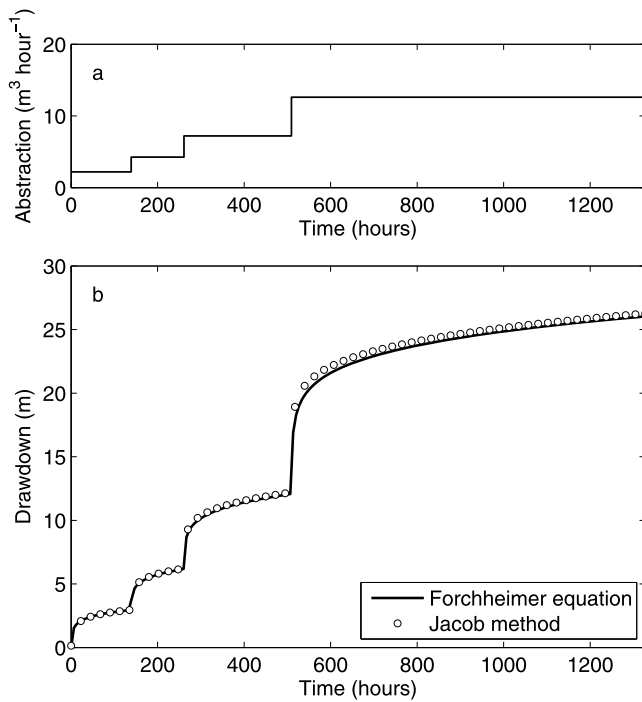 a
Abstraction (m³ hour⁻¹)
20
10
0
0 200 400 600 800 1000 1200
Time (hours)
b
Drawdown (m)
30
25
20
15
10
5
0
Forchheimer equation
Jacob method
0 200 400 600 800 1000 1200
Time (hours)